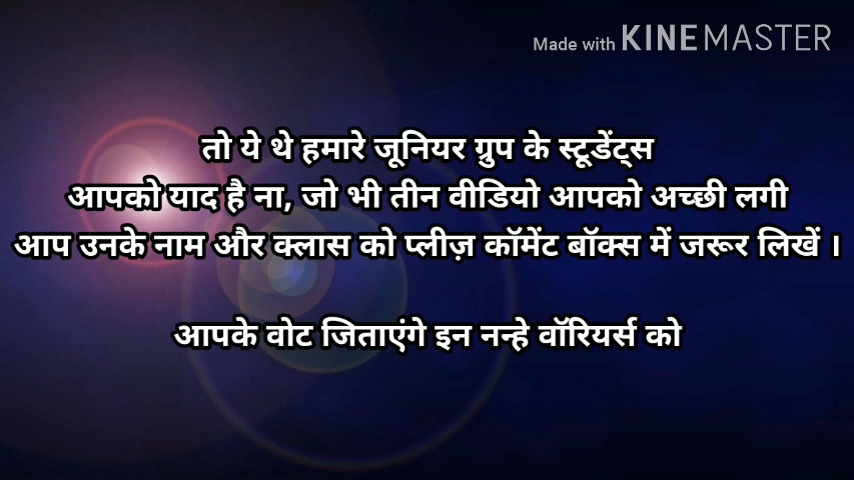 Made with KINEMASTER
तो ये थे हमारे जूनियर ग्रुप के स्टूडेंट्स
आपको याद है ना, जो भी तीन वीडियो आपको अच्छी लगी
आप उनके नाम और क्लास को प्लीज़ कॉमेंट बॉक्स में जरूर लिखें ।
आपके वोट जिताएंगे इन नन्हे वॉरियर्स को